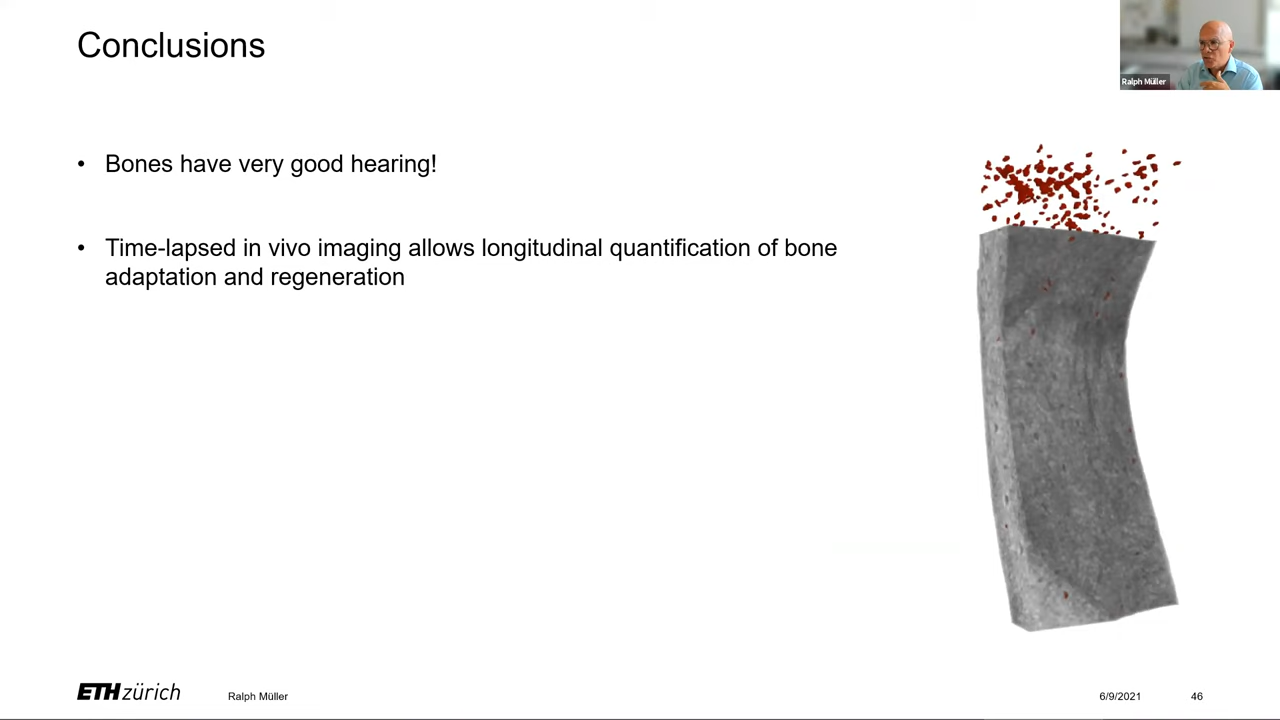 Conclusions
Ralph Müller
• Bones have very good hearing!
• Time-lapsed in vivo imaging allows longitudinal quantification of bone
adaptation and regeneration
ETH zürich
Ralph Müller
6/9/2021
46